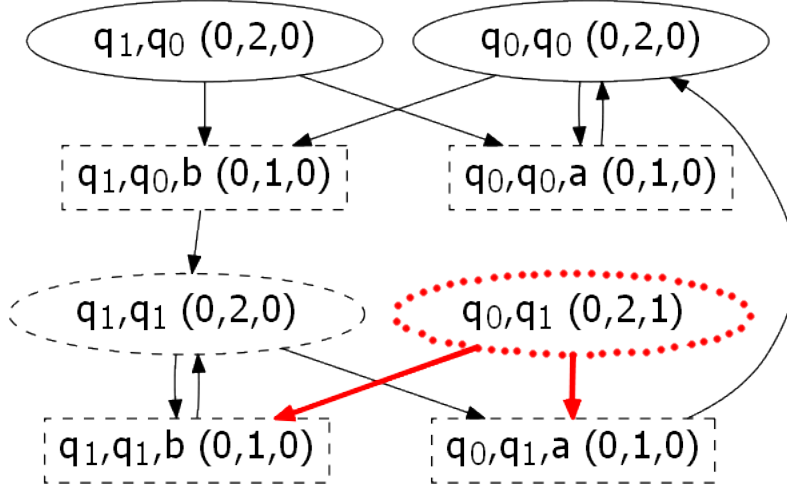 q₁,q₀ (0,2,0)
q₀,q₀ (0,2,0)
q₁,q₀,b (0,1,0)
q₀,q₀,a (0,1,0)
q₁,q₁ (0,2,0)
q₀,q₁ (0,2,1)
q₁,q₁,b (0,1,0)
q₀,q₁,a (0,1,0)